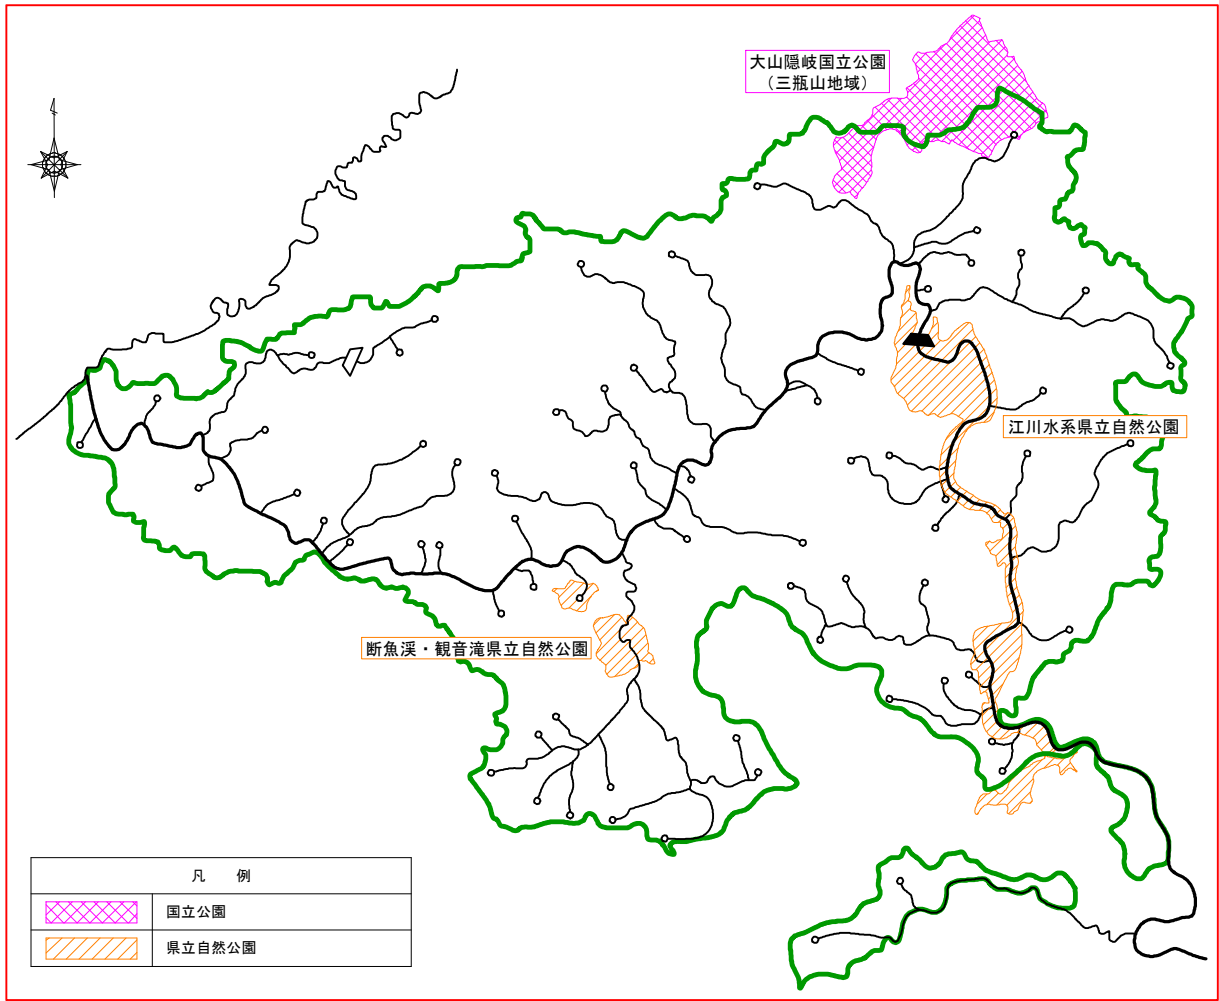 大山隠岐国立公園
（三瓶山地域）
江川水系県立自然公園
断魚渓・観音滝県立自然公園
凡　例
国立公園
県立自然公園